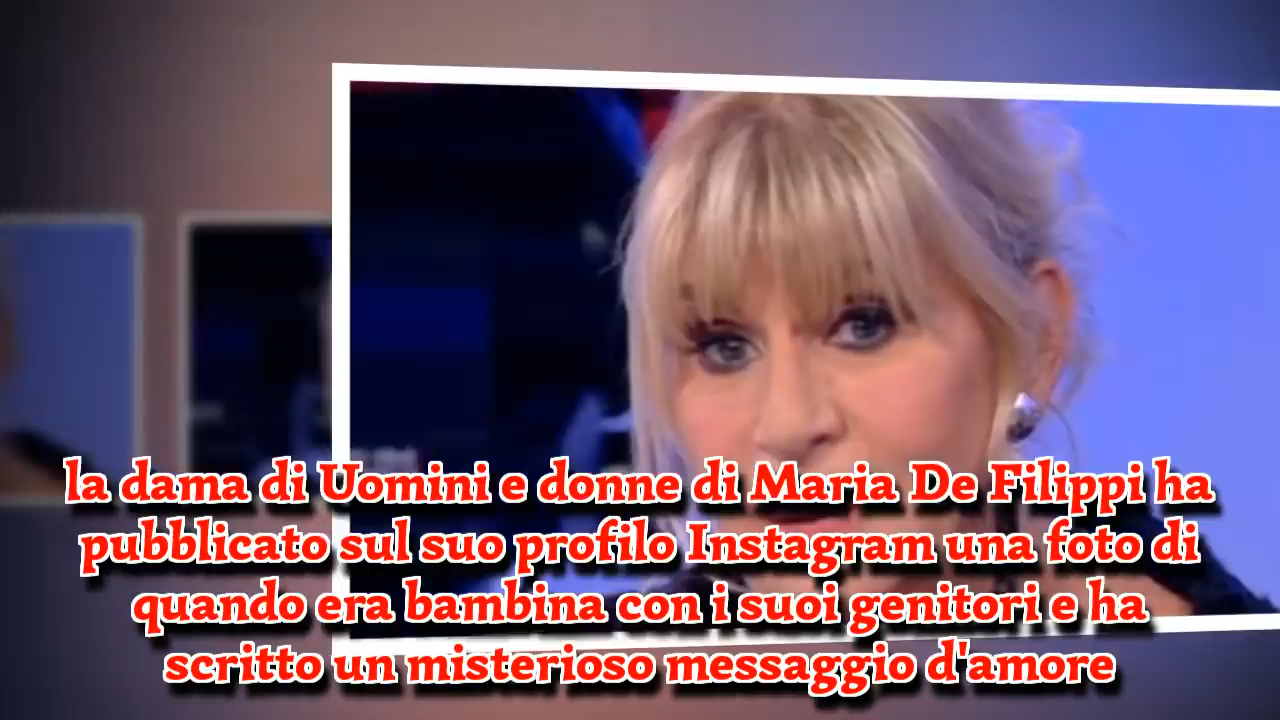 la dama di Uomini e donne di Maria De Filippi ha
pubblicato sul suo profilo Instagram una foto di
quando era bambina con i suoi genitori e ha
scritto un misterioso messaggio d'amore